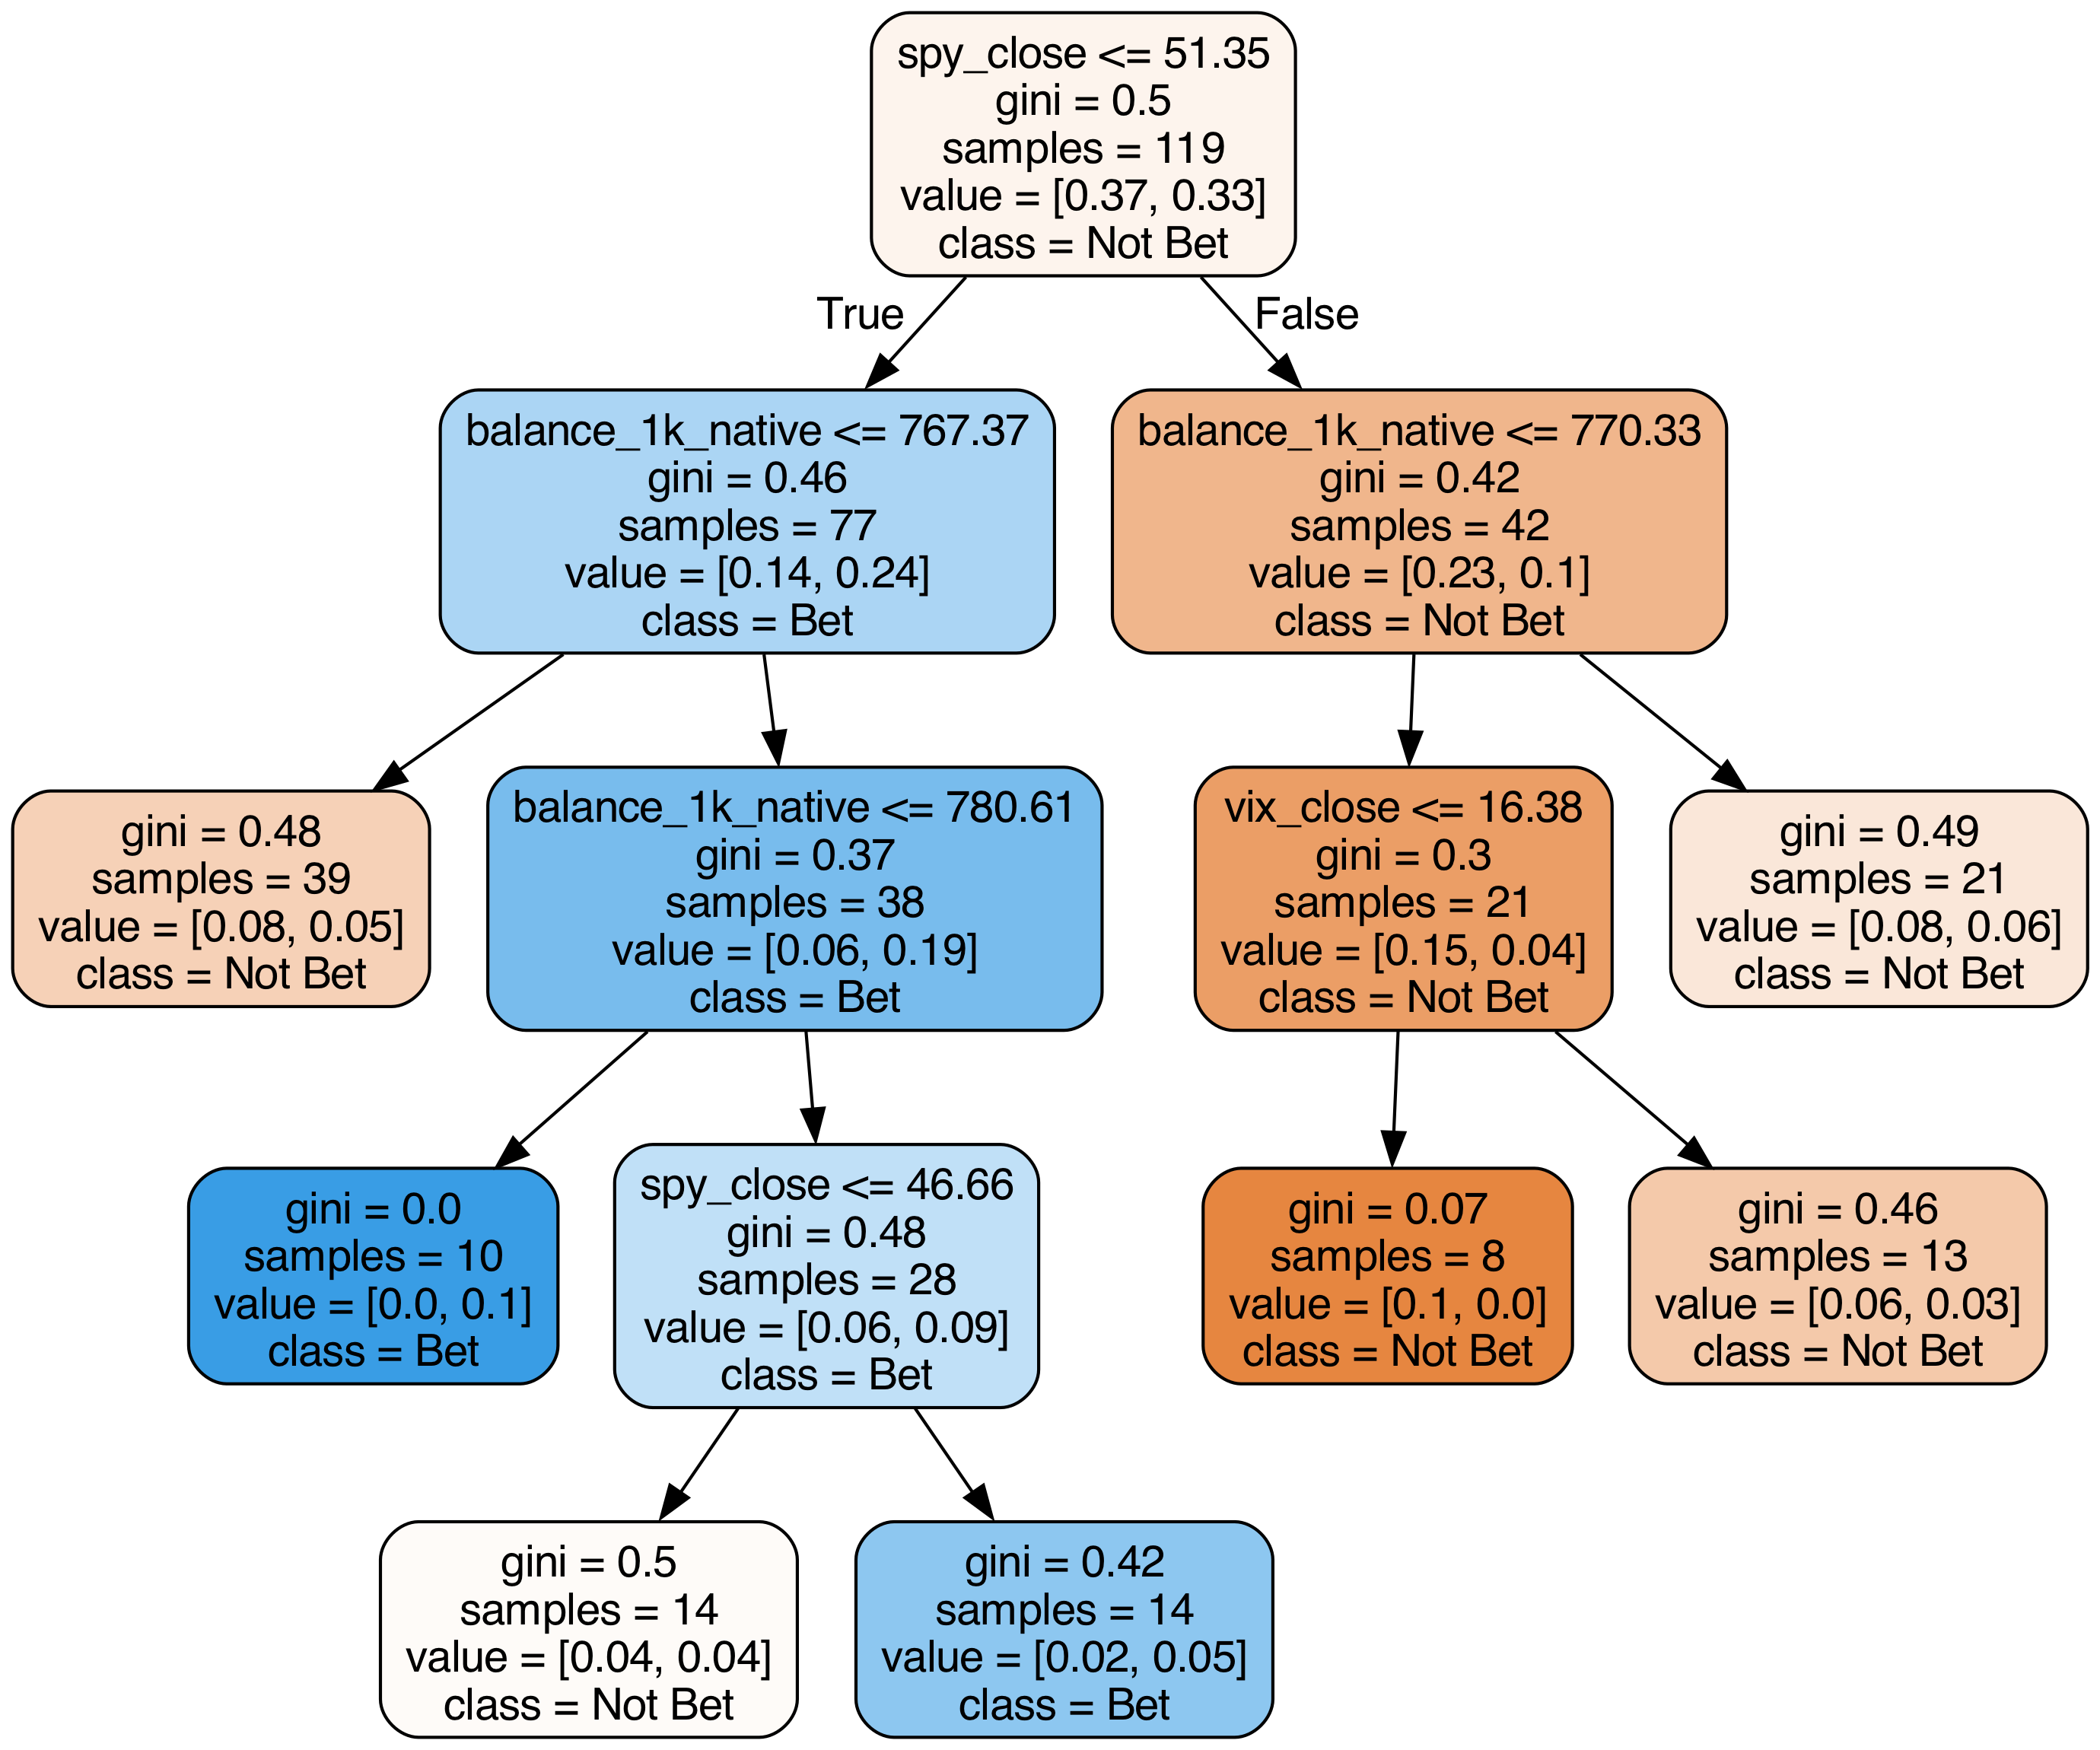 spy_close <= 51.35
gini = 0.5
samples = 119
value = [0.37, 0.33]
class = Not Bet
True
False
balance_1k_native <= 767.37
gini = 0.46
samples = 77
value = [0.14, 0.24]
class = Bet
balance_1k_native <= 770.33
gini = 0.42
samples = 42
value = [0.23, 0.1]
class = Not Bet
gini = 0.48
samples = 39
value = [0.08, 0.05]
class = Not Bet
balance_1k_native <= 780.61
gini = 0.37
samples = 38
value = [0.06, 0.19]
class = Bet
vix_close <= 16.38
gini = 0.3
samples = 21
value = [0.15, 0.04]
class = Not Bet
gini = 0.49
samples = 21
value = [0.08, 0.06]
class = Not Bet
gini = 0.0
samples = 10
value = [0.0, 0.1]
class = Bet
spy_close <= 46.66
gini = 0.48
samples = 28
value = [0.06, 0.09]
class = Bet
gini = 0.07
samples = 8
value = [0.1, 0.0]
class = Not Bet
gini = 0.46
samples = 13
value = [0.06, 0.03]
class = Not Bet
gini = 0.5
samples = 14
value = [0.04, 0.04]
class = Not Bet
gini = 0.42
samples = 14
value = [0.02, 0.05]
class = Bet